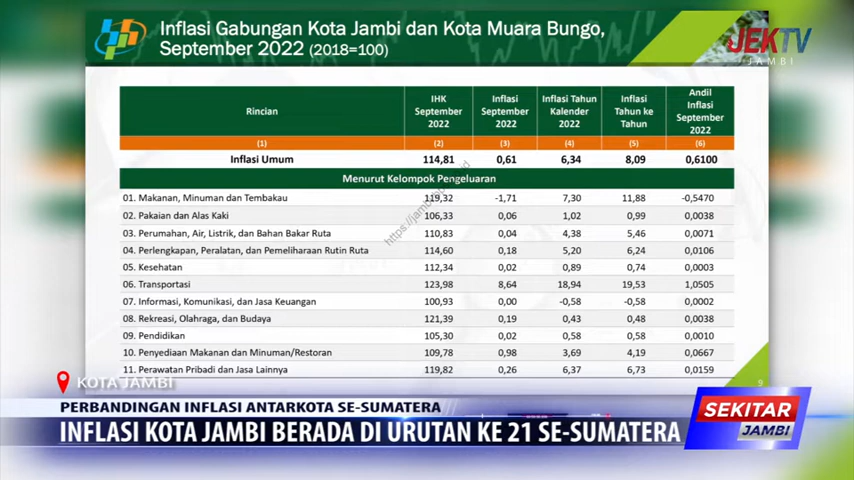 Inflasi Gabungan Kota Jambi dan Kota Muara Bungo,
September 2022 (2018=100)
JEKTV
JAMBI
Rincian IHK September 2022 Inflasi September 2022 Inflasi Tahun Kalender 2022 Inflasi Tahun ke Tahun Andil Inflasi September 2022
(1) (2) (3) (4) (5) (6)
Inflasi Umum 114,81 0,61 6,34 8,09 0,6100
Menurut Kelompok Pengeluaran
01. Makanan, Minuman dan Tembakau 119,32 -1,71 7,30 11,88 -0,5470
02. Pakaian dan Alas Kaki 106,33 0,06 1,02 0,99 0,0038
03. Perumahan, Air, Listrik, dan Bahan Bakar Ruta 110,83 0,04 4,38 5,46 0,0071
04. Perlengkapan, Peralatan, dan Pemeliharaan Rutin Ruta 114,60 0,18 5,20 6,24 0,0106
05. Kesehatan 112,34 0,02 0,89 0,74 0,0003
06. Transportasi 123,98 8,64 18,94 19,53 1,0505
07. Informasi, Komunikasi, dan Jasa Keuangan 100,93 0,00 -0,58 -0,58 0,0002
08. Rekreasi, Olahraga, dan Budaya 121,39 0,19 0,43 0,48 0,0038
09. Pendidikan 105,30 0,02 0,58 0,58 0,0010
10. Penyediaan Makanan dan Minuman/Restoran 109,78 0,98 3,69 4,19 0,0667
11. Perawatan Pribadi dan Jasa Lainnya 119,82 0,26 6,37 6,73 0,0159
9
KOTA JAMBI
PERBANDINGAN INFLASI ANTARKOTA SE-SUMATERA
INFLASI KOTA JAMBI BERADA DI URUTAN KE 21 SE-SUMATERA
SEKITAR
JAMBI